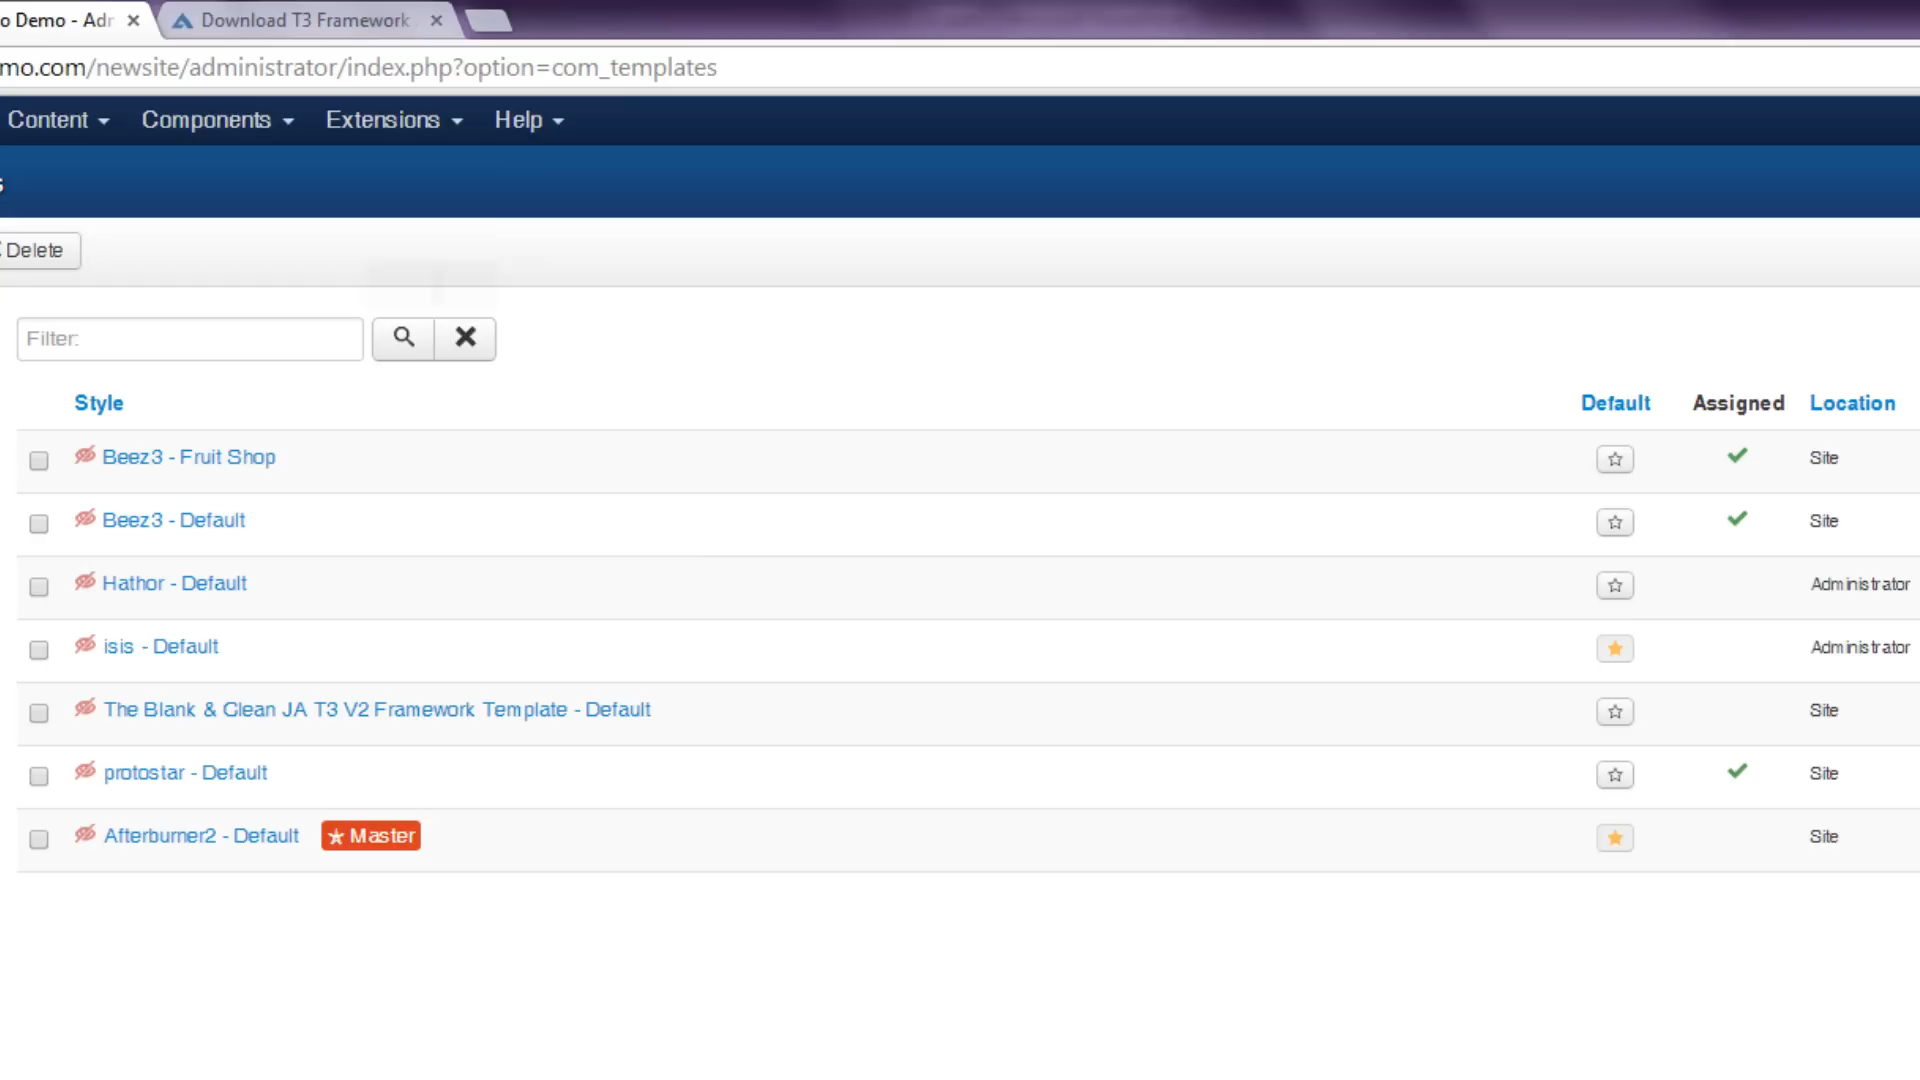 o Demo - Adr
Download T3 Framework
mo.com/newsite/administrator/index.php?option=com_templates
Content Components Extensions Help
s
Delete
Filter:
Style Default Assigned Location
Beez3 - Fruit Shop Site
Beez3 - Default Site
Hathor - Default Administrator
isis - Default Administrator
The Blank & Clean JA T3 V2 Framework Template - Default Site
protostar - Default Site
Afterburner2 - Default Master Site